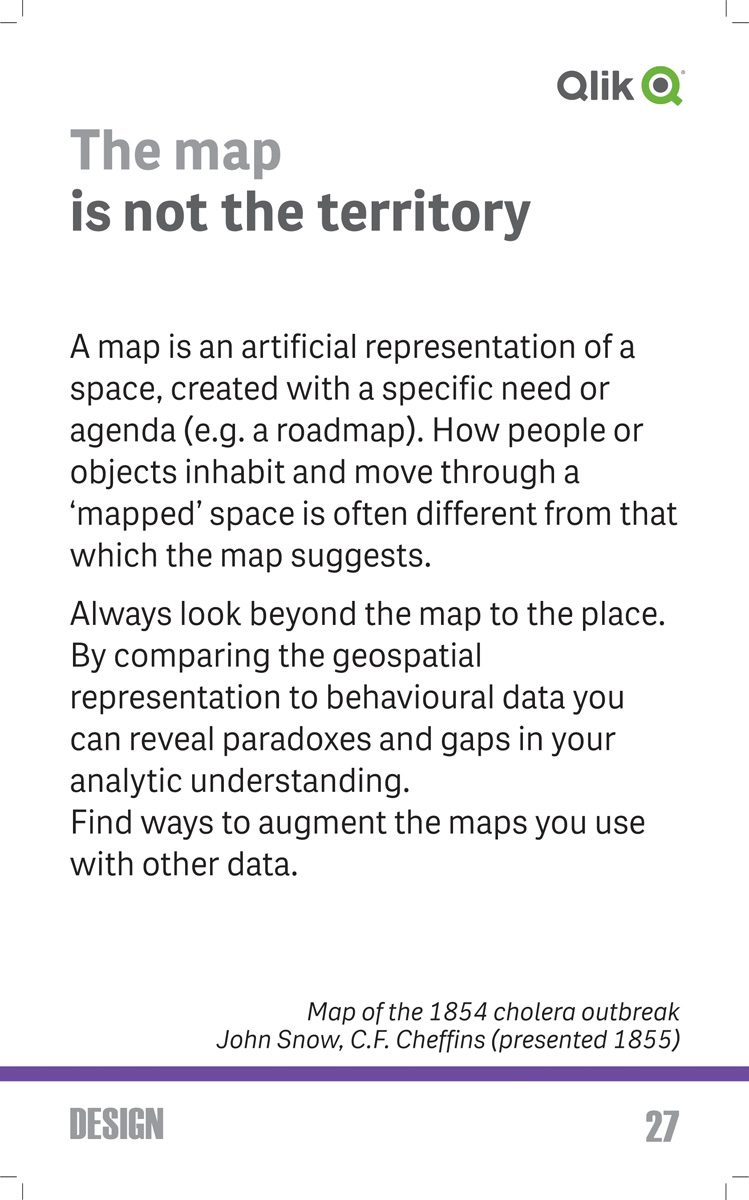 Qlik
The map
is not the territory
A map is an artificial representation of a
space, created with a specific need or
agenda (e.g. a roadmap). How people or
objects inhabit and move through a
‘mapped’ space is often different from that
which the map suggests.
Always look beyond the map to the place.
By comparing the geospatial
representation to behavioural data you
can reveal paradoxes and gaps in your
analytic understanding.
Find ways to augment the maps you use
with other data.
Map of the 1854 cholera outbreak
John Snow, C.F. Cheffins (presented 1855)
DESIGN
27